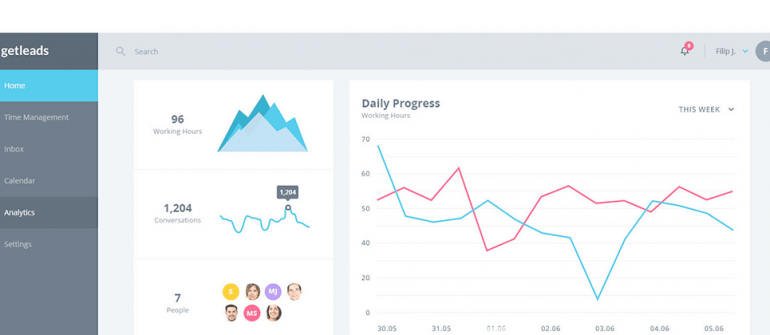 getleads
Search
Filip J.
F
Home
Time Management
Inbox
Calendar
Analytics
Settings
96
Working Hours
1,204
Conversations
1,204
7
People
S
MJ
MS
Daily Progress
Working Hours
THIS WEEK
70
60
50
40
20
0
30.05 31.05 01.06 02.06 03.06 04.06 05.06